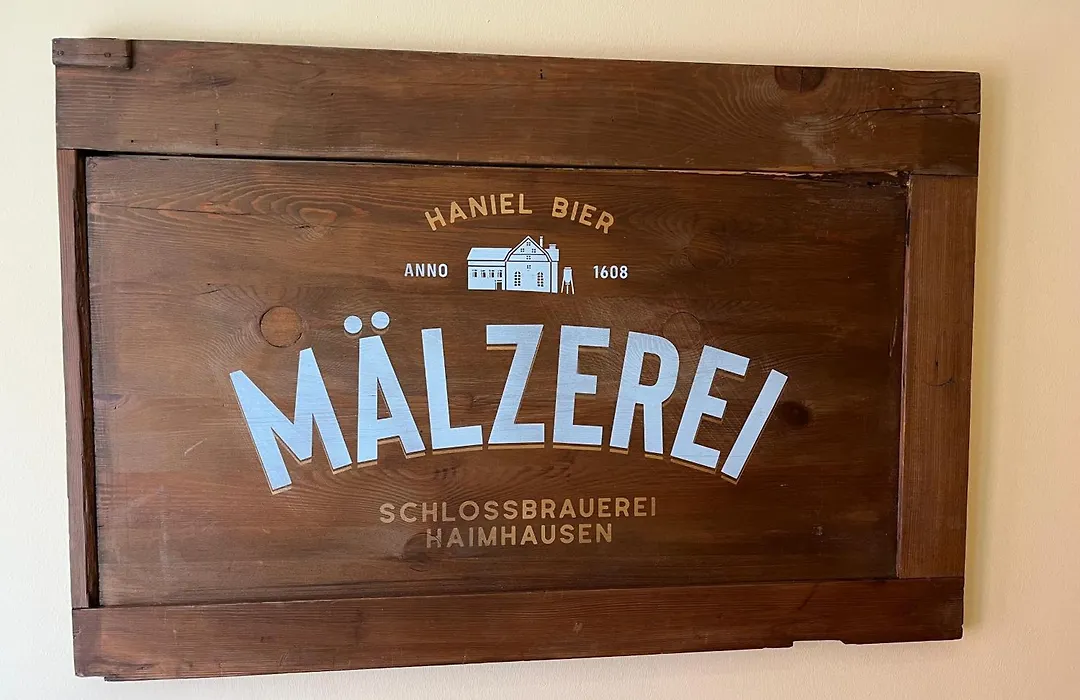 HANIEL BIER
ANNO 1608
MÄLZEREI
SCHLOSSBRAUEREI
HAIMHAUSEN